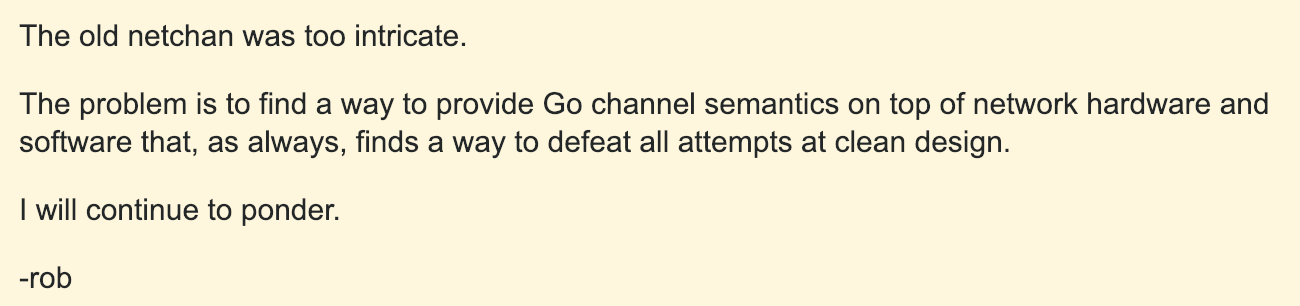 The old netchan was too intricate.
The problem is to find a way to provide Go channel semantics on top of network hardware and
software that, as always, finds a way to defeat all attempts at clean design.
I will continue to ponder.
-rob